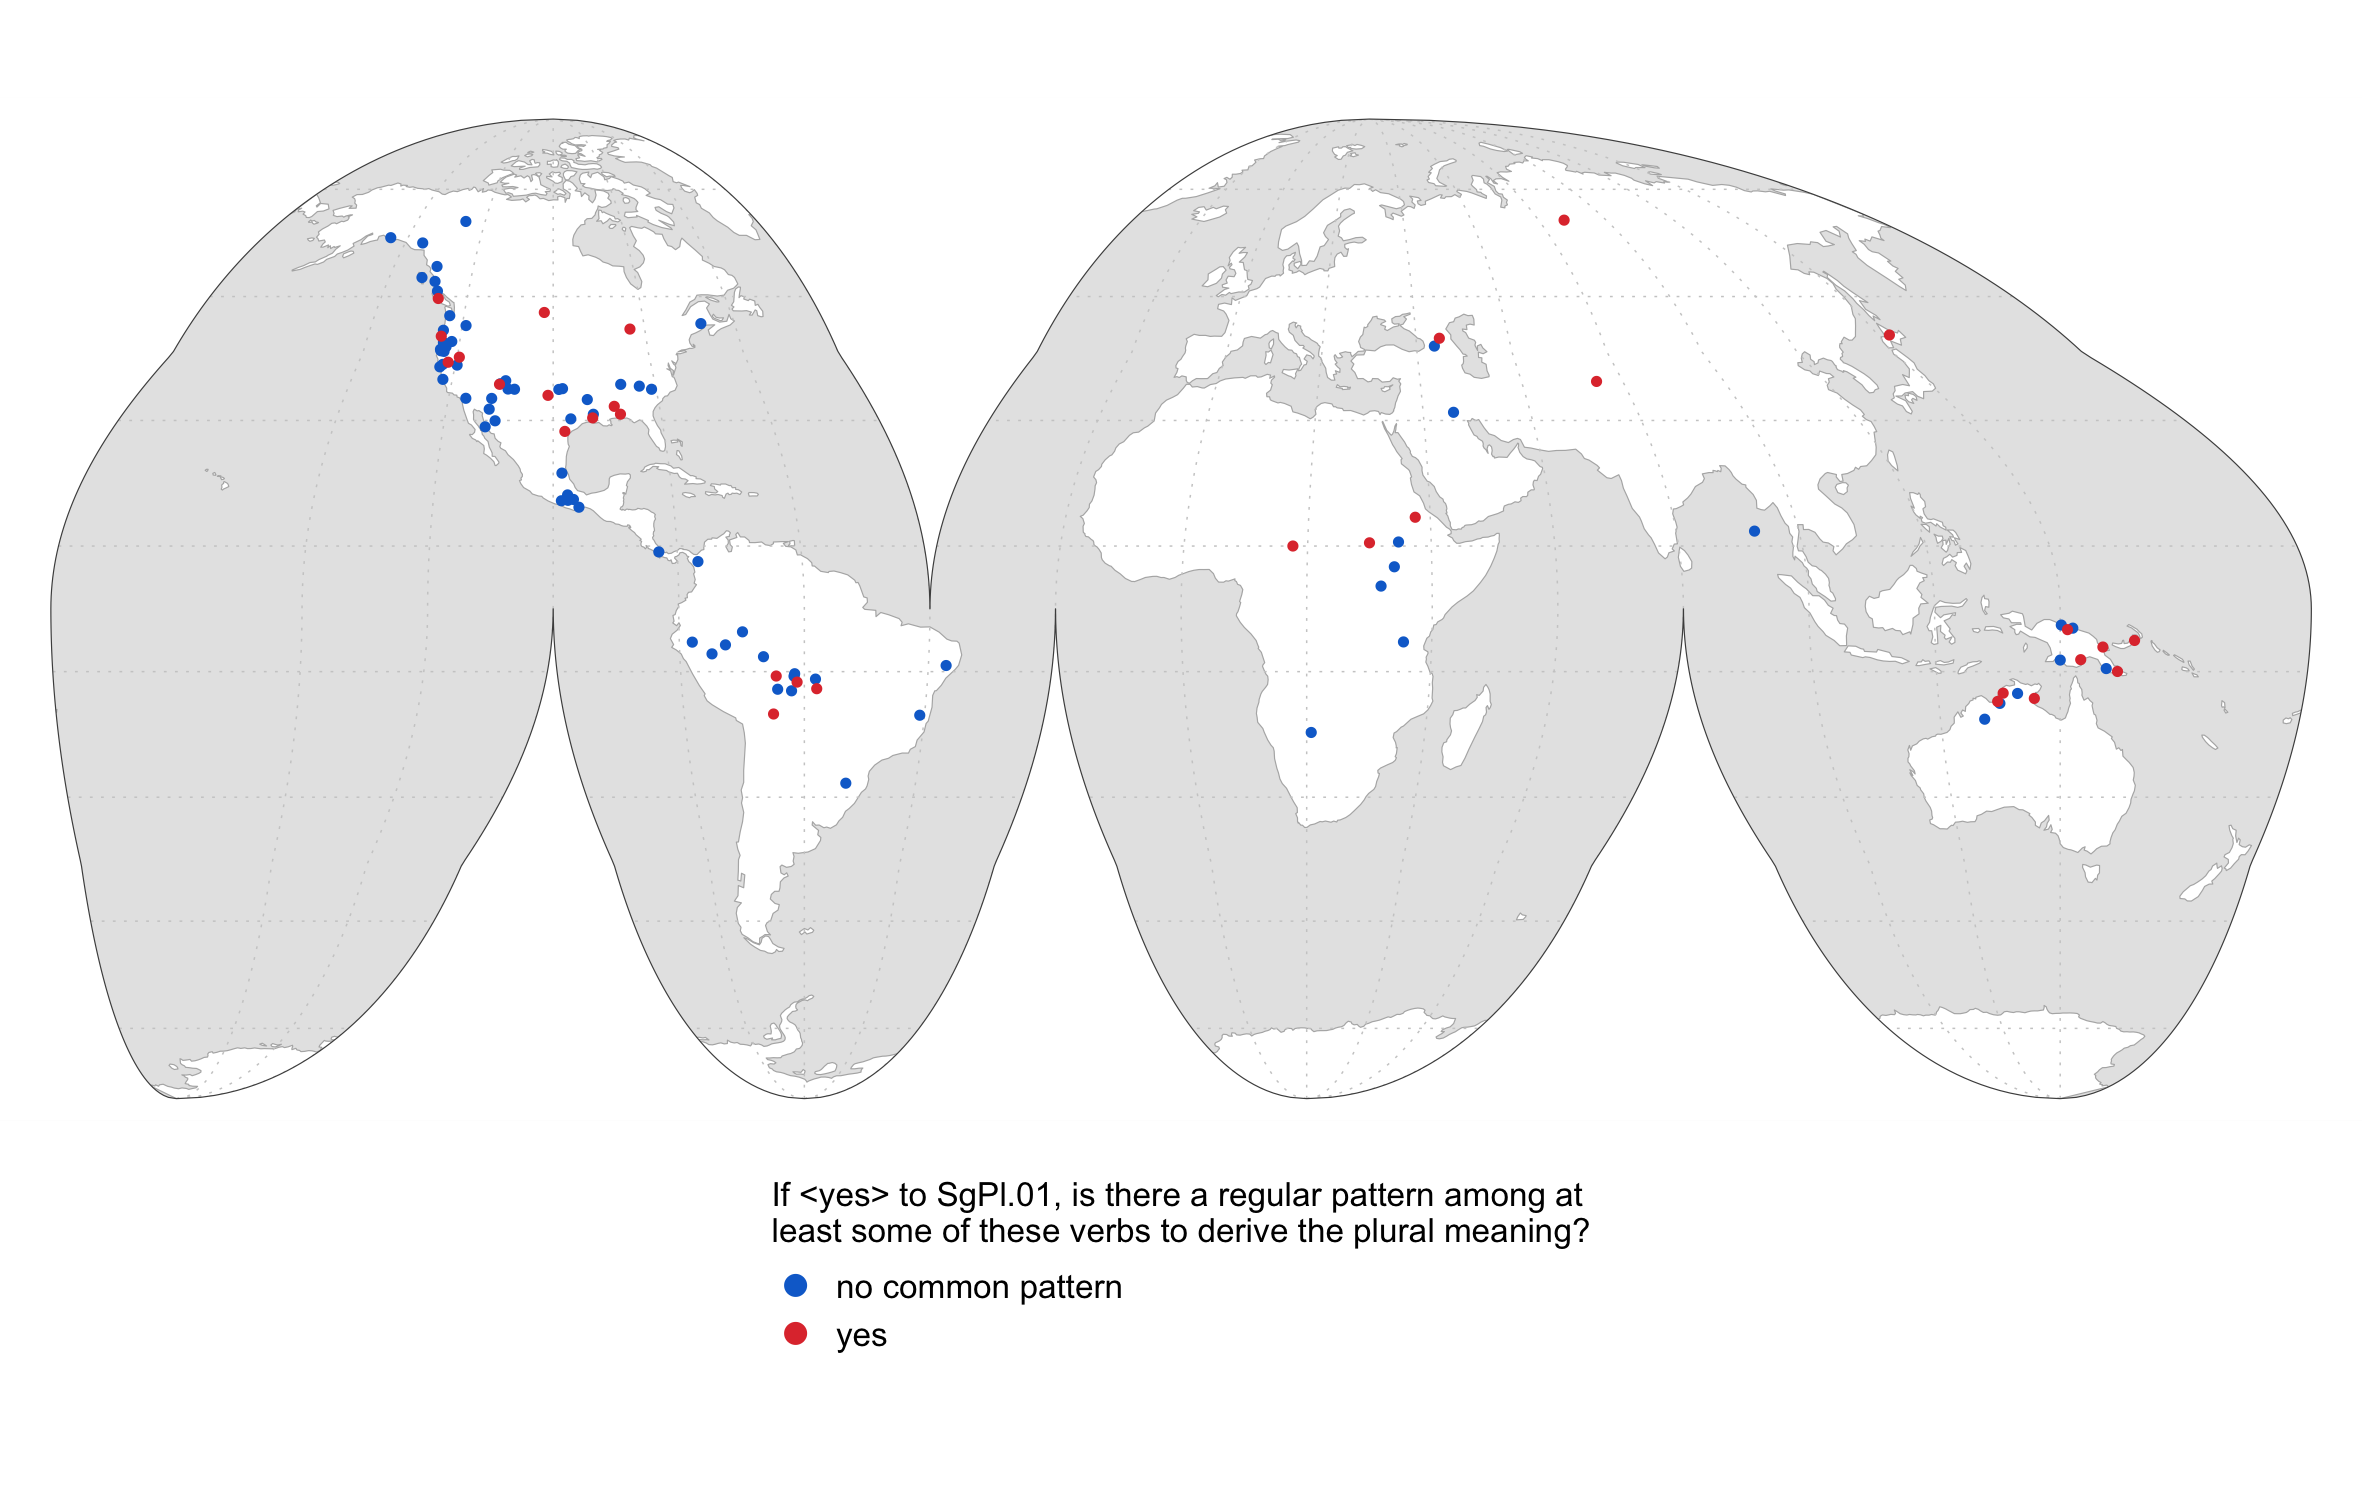 If <yes> to SgPl.01, is there a regular pattern among at
least some of these verbs to derive the plural meaning?
no common pattern
yes